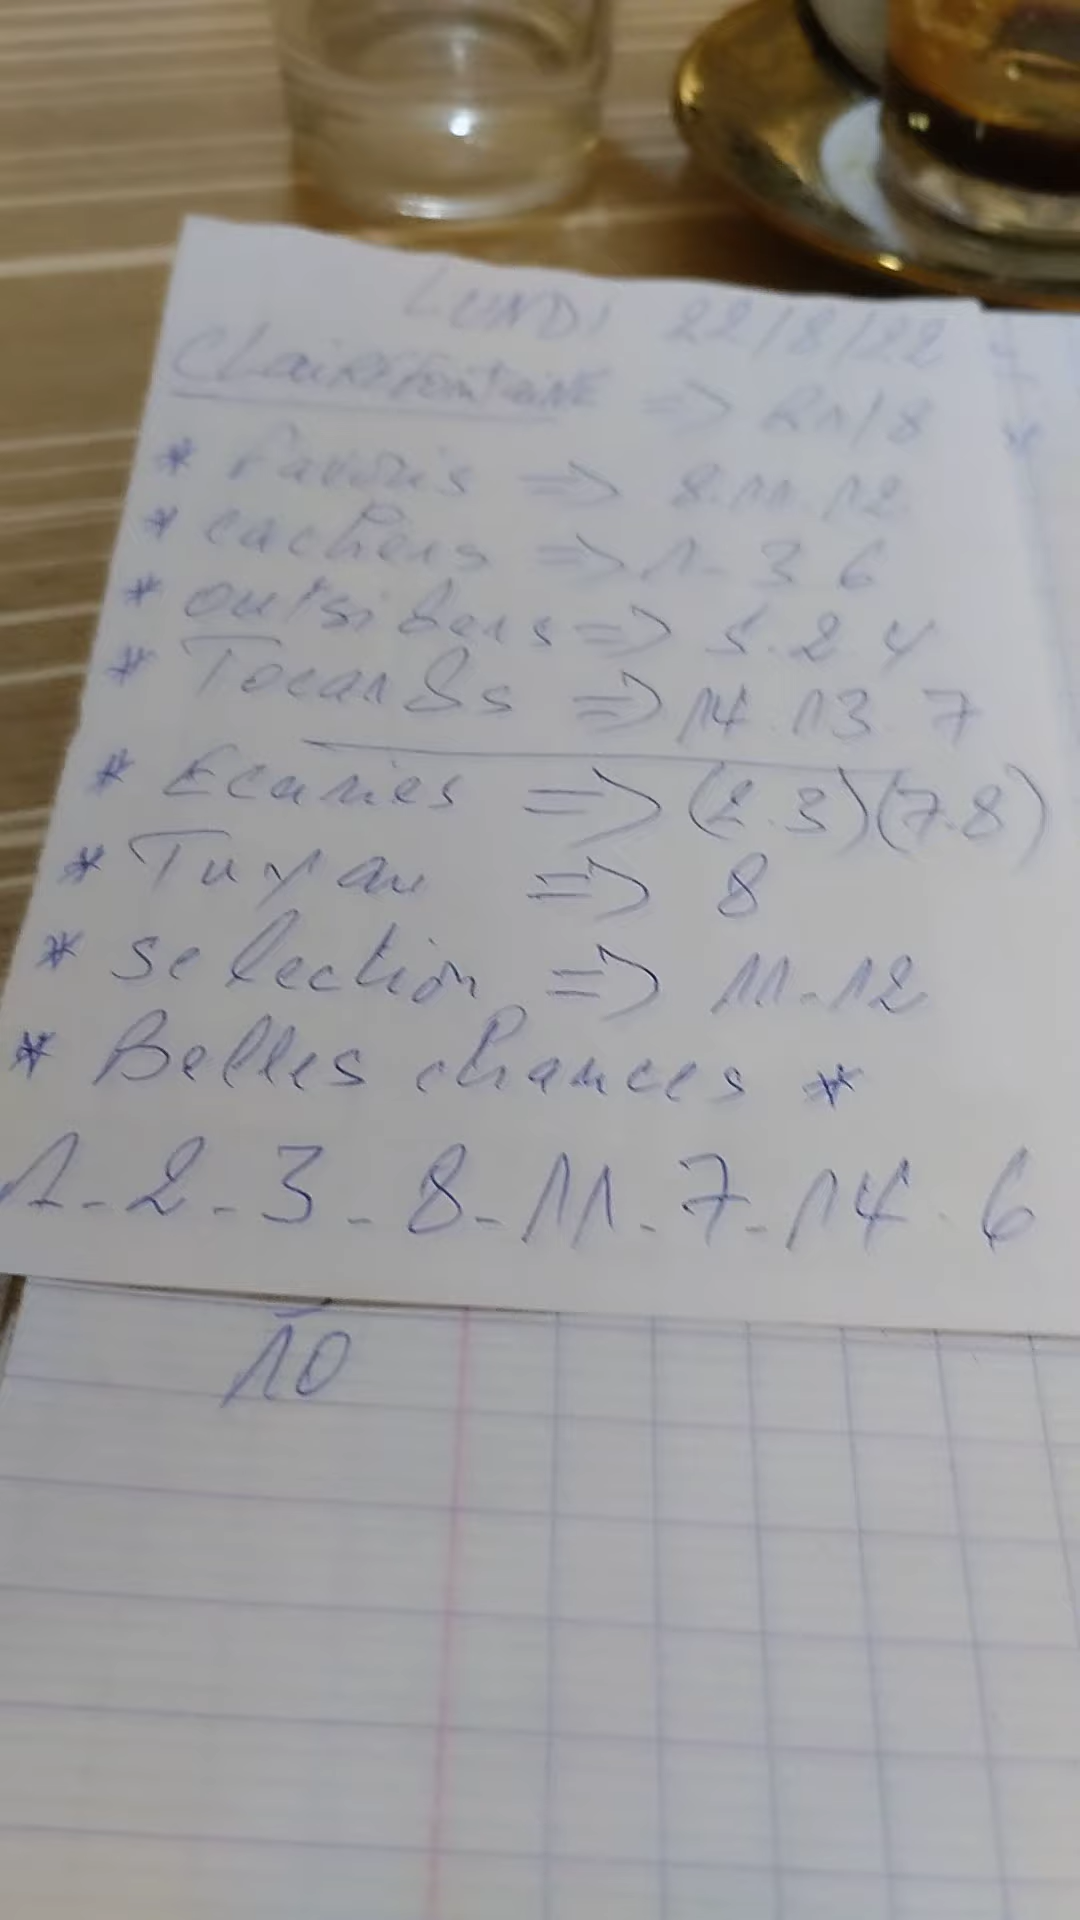 LUNDI 22/8/22
CLairefontaine => R1/8
* Favoris => 8.11.12
* cachés => 1-3 6
* outsiders => 5.2 4
* Tocards => 14.13 7
* Ecaries => (2.3)(7.8)
* Tuyau => 8
* selection => 11-12
* Belles chances *
1-2-3-8-11-7-14-6
10